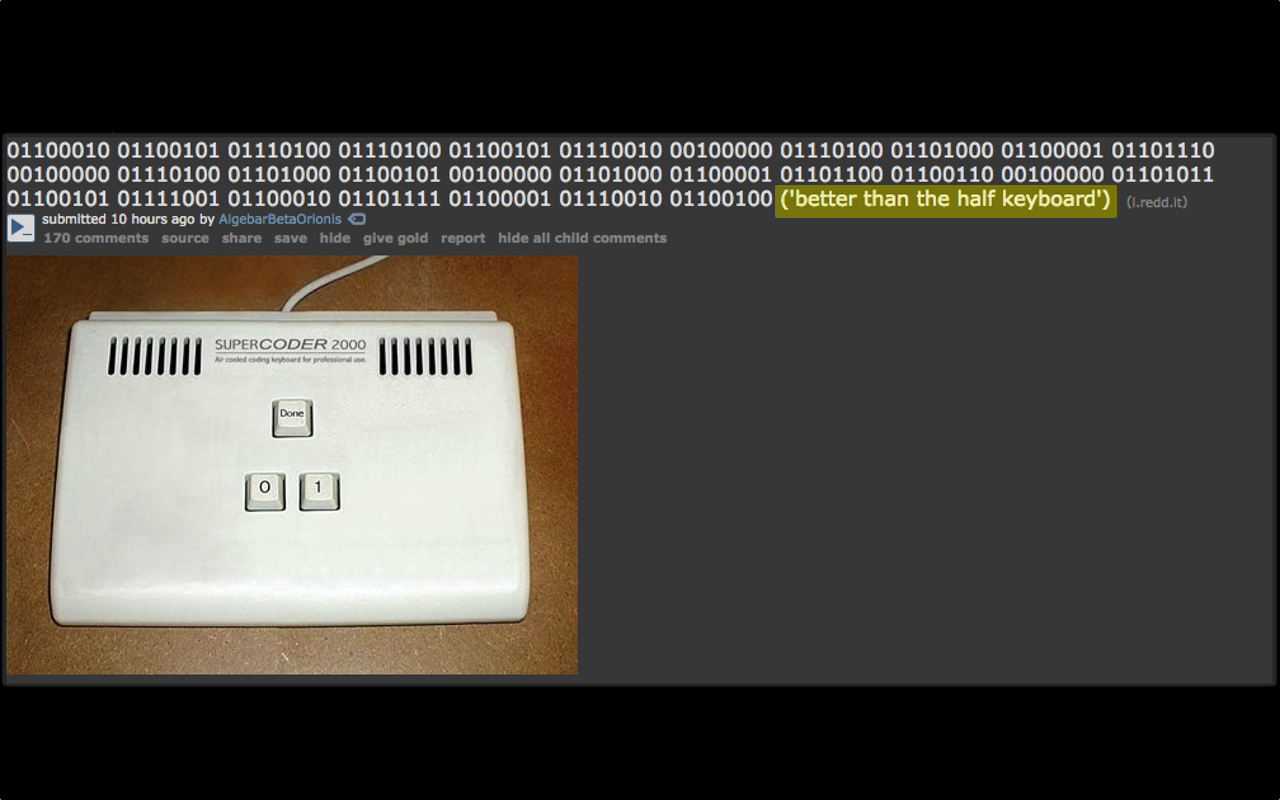 01100010 01100101 01110100 01110100 01100101 01110010 00100000 01110100 01101000 01100001 01101110
00100000 01110100 01101000 01100101 00100000 01101000 01100001 01101100 01100110 00100000 01101011
01100101 01111001 01100010 01101111 01100001 01110010 01100100 ('better than the half keyboard') (i.redd.it)
submitted 10 hours ago by AlgebarBetaOrionis
170 comments source share save hide give gold report hide all child comments
SUPERCODER 2000
Air cooled coding keyboard for professional use.
Done
0 1